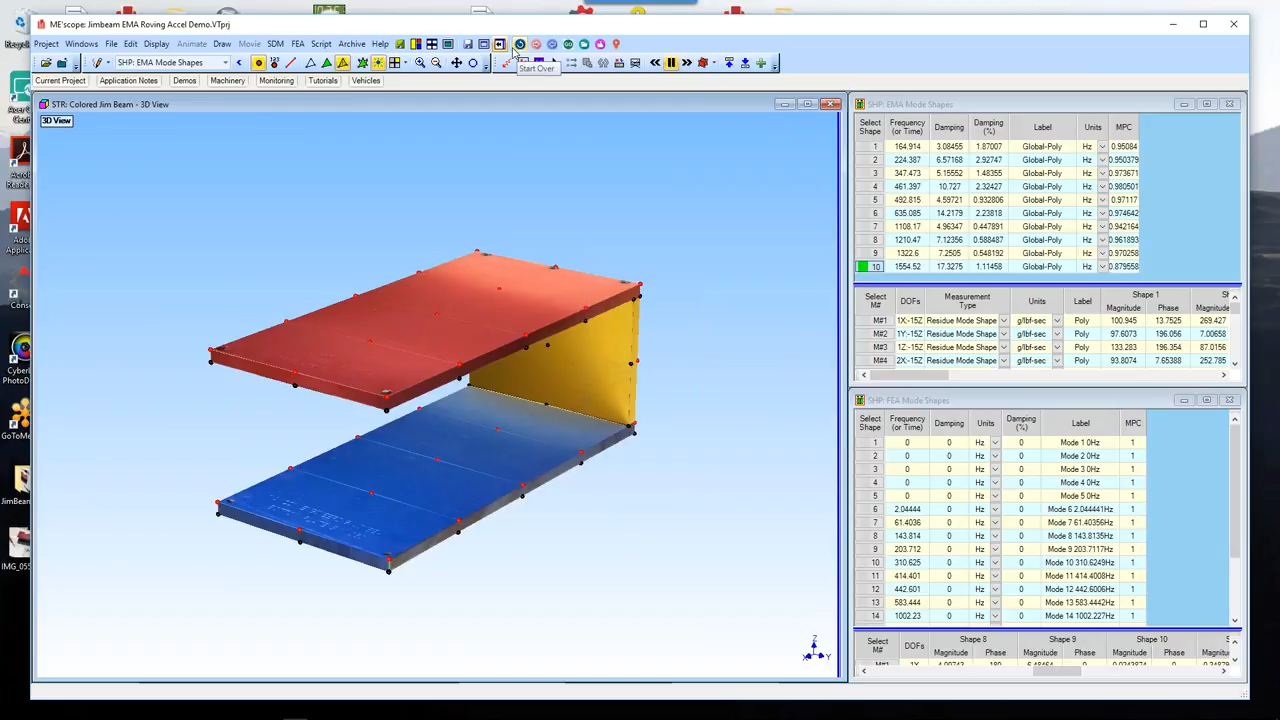 ME'scope: Jimbeam EMA Roving Accel Demo.VTprj
Project Windows File Edit Display Animate Draw Movie SDM FEA Script Archive Help
SHP: EMA Mode Shapes
Start Over
Current Project Application Notes Demos Machinery Monitoring Tutorials Vehicles
STR: Colored Jim Beam - 3D View
3D View
Z
X Y
SHP: EMA Mode Shapes
Select Shape Frequency (or Time) Damping Damping (%) Label Units MPC
1 164.914 3.08455 1.87007 Global-Poly Hz 0.95084
2 224.387 6.57168 2.92747 Global-Poly Hz 0.950379
3 347.473 5.15552 1.48355 Global-Poly Hz 0.973671
4 461.397 10.727 2.32427 Global-Poly Hz 0.980501
5 492.815 4.59721 0.932806 Global-Poly Hz 0.97117
6 635.085 14.2179 2.23818 Global-Poly Hz 0.974642
7 1108.17 4.96347 0.447891 Global-Poly Hz 0.942164
8 1210.47 7.12356 0.588487 Global-Poly Hz 0.961893
9 1322.6 7.2505 0.548192 Global-Poly Hz 0.970258
10 1554.52 17.3275 1.11458 Global-Poly Hz 0.879558
Select M# DOFs Measurement Type Units Label Shape 1 Magnitude Phase Magnitude
M#1 1X:-15Z Residue Mode Shape g/lbf-sec Poly 100.945 13.7525 269.427
M#2 1Y:-15Z Residue Mode Shape g/lbf-sec Poly 97.6073 196.056 7.00658
M#3 1Z:-15Z Residue Mode Shape g/lbf-sec Poly 133.283 196.354 87.0156
M#4 2X:-15Z Residue Mode Shape g/lbf-sec Poly 93.8074 7.65388 252.785
SHP: FEA Mode Shapes
Select Shape Frequency (or Time) Damping Units Damping (%) Label MPC
1 0 0 Hz 0 Mode 1 0Hz 1
2 0 0 Hz 0 Mode 2 0Hz 1
3 0 0 Hz 0 Mode 3 0Hz 1
4 0 0 Hz 0 Mode 4 0Hz 1
5 0 0 Hz 0 Mode 5 0Hz 1
6 2.04444 0 Hz 0 Mode 6 2.044441Hz 1
7 61.4036 0 Hz 0 Mode 7 61.40356Hz 1
8 143.814 0 Hz 0 Mode 8 143.8135Hz 1
9 203.712 0 Hz 0 Mode 9 203.7117Hz 1
10 310.625 0 Hz 0 Mode 10 310.6249Hz 1
11 414.401 0 Hz 0 Mode 11 414.4008Hz 1
12 442.601 0 Hz 0 Mode 12 442.6006Hz 1
13 583.444 0 Hz 0 Mode 13 583.4442Hz 1
14 1002.23 0 Hz 0 Mode 14 1002.227Hz 1
Select M# DOFs Shape 8 Shape 9 Shape 10
Magnitude Phase Magnitude Phase Magnitude Phase